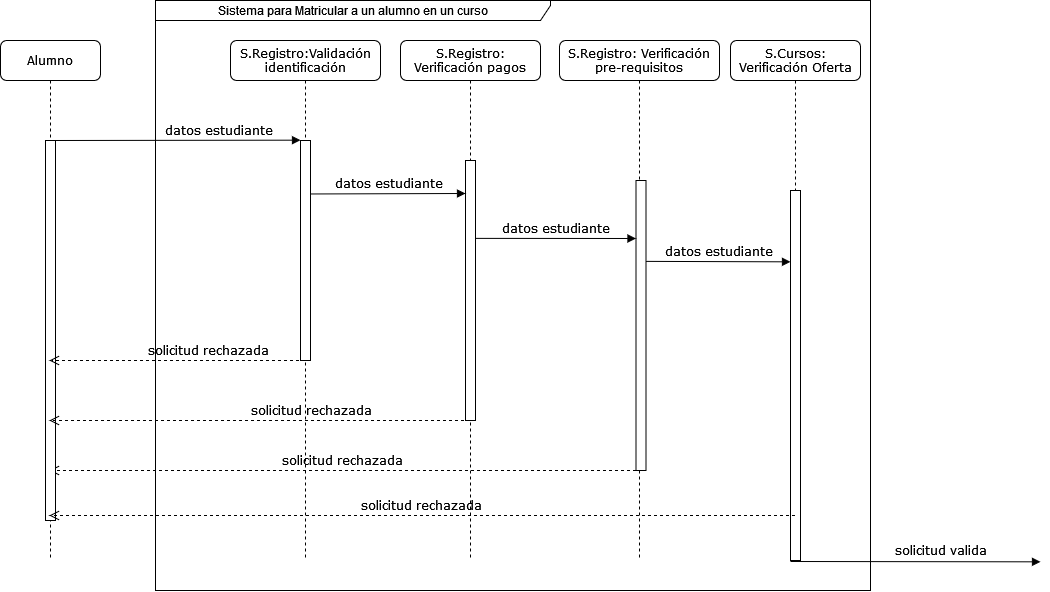 Sistema para Matricular a un alumno en un curso
Alumno
S.Registro:Validación
identificación
S.Registro:
Verificación pagos
S.Registro: Verificación
pre-requisitos
S.Cursos:
Verificación Oferta
datos estudiante
datos estudiante
datos estudiante
datos estudiante
solicitud rechazada
solicitud rechazada
solicitud rechazada
solicitud rechazada
solicitud valida